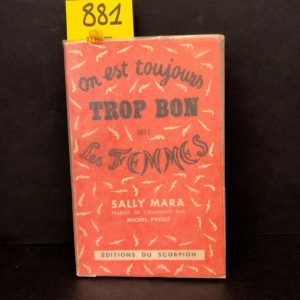 881
On est toujours
TROP BON
AVEC
Les FEMMES
SALLY MARA
TRADUIT DE L'IRLANDAIS PAR
MICHEL PRESLE
EDITIONS DU SCORPION